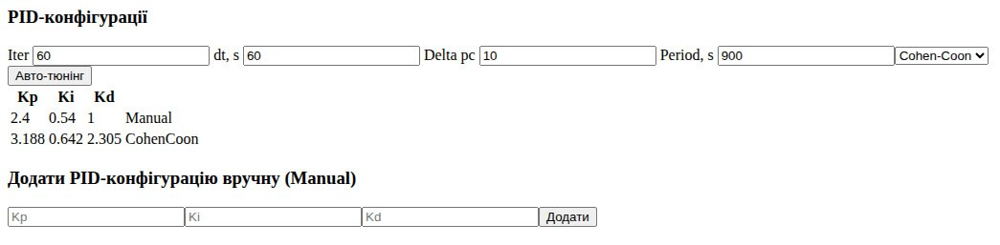 PID-конфігурації
Iter 60 dt, s 60 Delta pc 10 Period, s 900 Cohen-Coon
Авто-тюнінг
Kp Ki Kd
2.4 0.54 1 Manual
3.188 0.642 2.305 CohenCoon
Додати PID-конфігурацію вручну (Manual)
Kp Ki Kd Додати